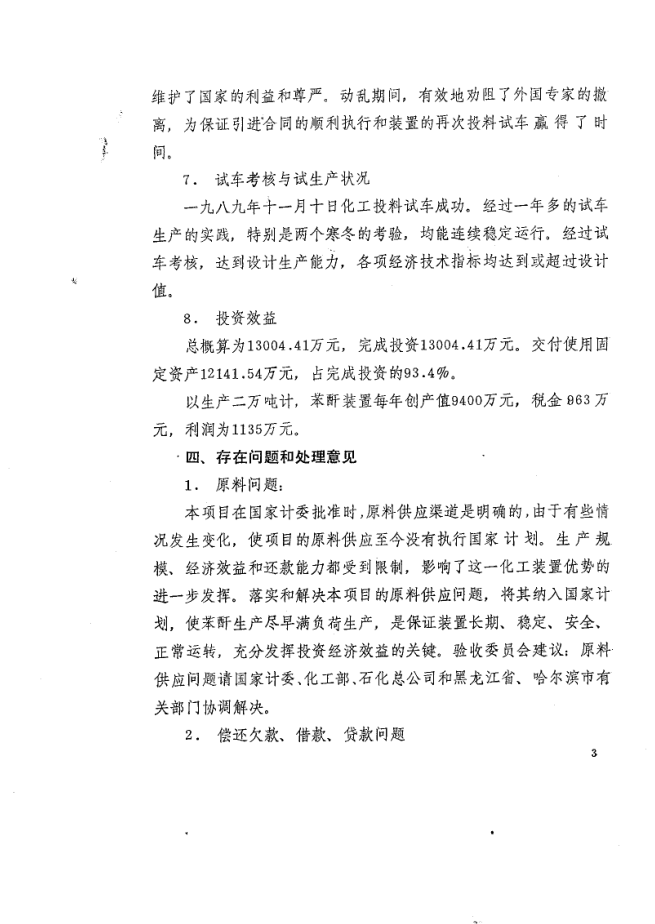 维护了国家的利益和尊严。动乱期间，有效地劝阻了外国专家的撤
离，为保证引进合同的顺利执行和装置的再次投料试车赢得了时
间。
7． 试车考核与试生产状况
一九八九年十一月十日化工投料试车成功。经过一年多的试车
生产的实践，特别是两个寒冬的考验，均能连续稳定运行。经过试
车考核，达到设计生产能力，各项经济技术指标均达到或超过设计
值。
8． 投资效益
总概算为13004.41万元，完成投资13004.41万元。交付使用固
定资产12141.54万元，占完成投资的93.4%。
以生产二万吨计，苯酐装置每年创产值9400万元，税金963万
元，利润为1135万元。
四、存在问题和处理意见
1． 原料问题：
本项目在国家计委批准时，原料供应渠道是明确的，由于有些情
况发生变化，使项目的原料供应至今没有执行国家计划。生产规
模、经济效益和还款能力都受到限制，影响了这一化工装置优势的
进一步发挥。落实和解决本项目的原料供应问题，将其纳入国家计
划，使苯酐生产尽早满负荷生产，是保证装置长期、稳定、安全、
正常运转，充分发挥投资经济效益的关键。验收委员会建议：原料
供应问题请国家计委、化工部、石化总公司和黑龙江省、哈尔滨市有
关部门协调解决。
2． 偿还欠款、借款、贷款问题
3